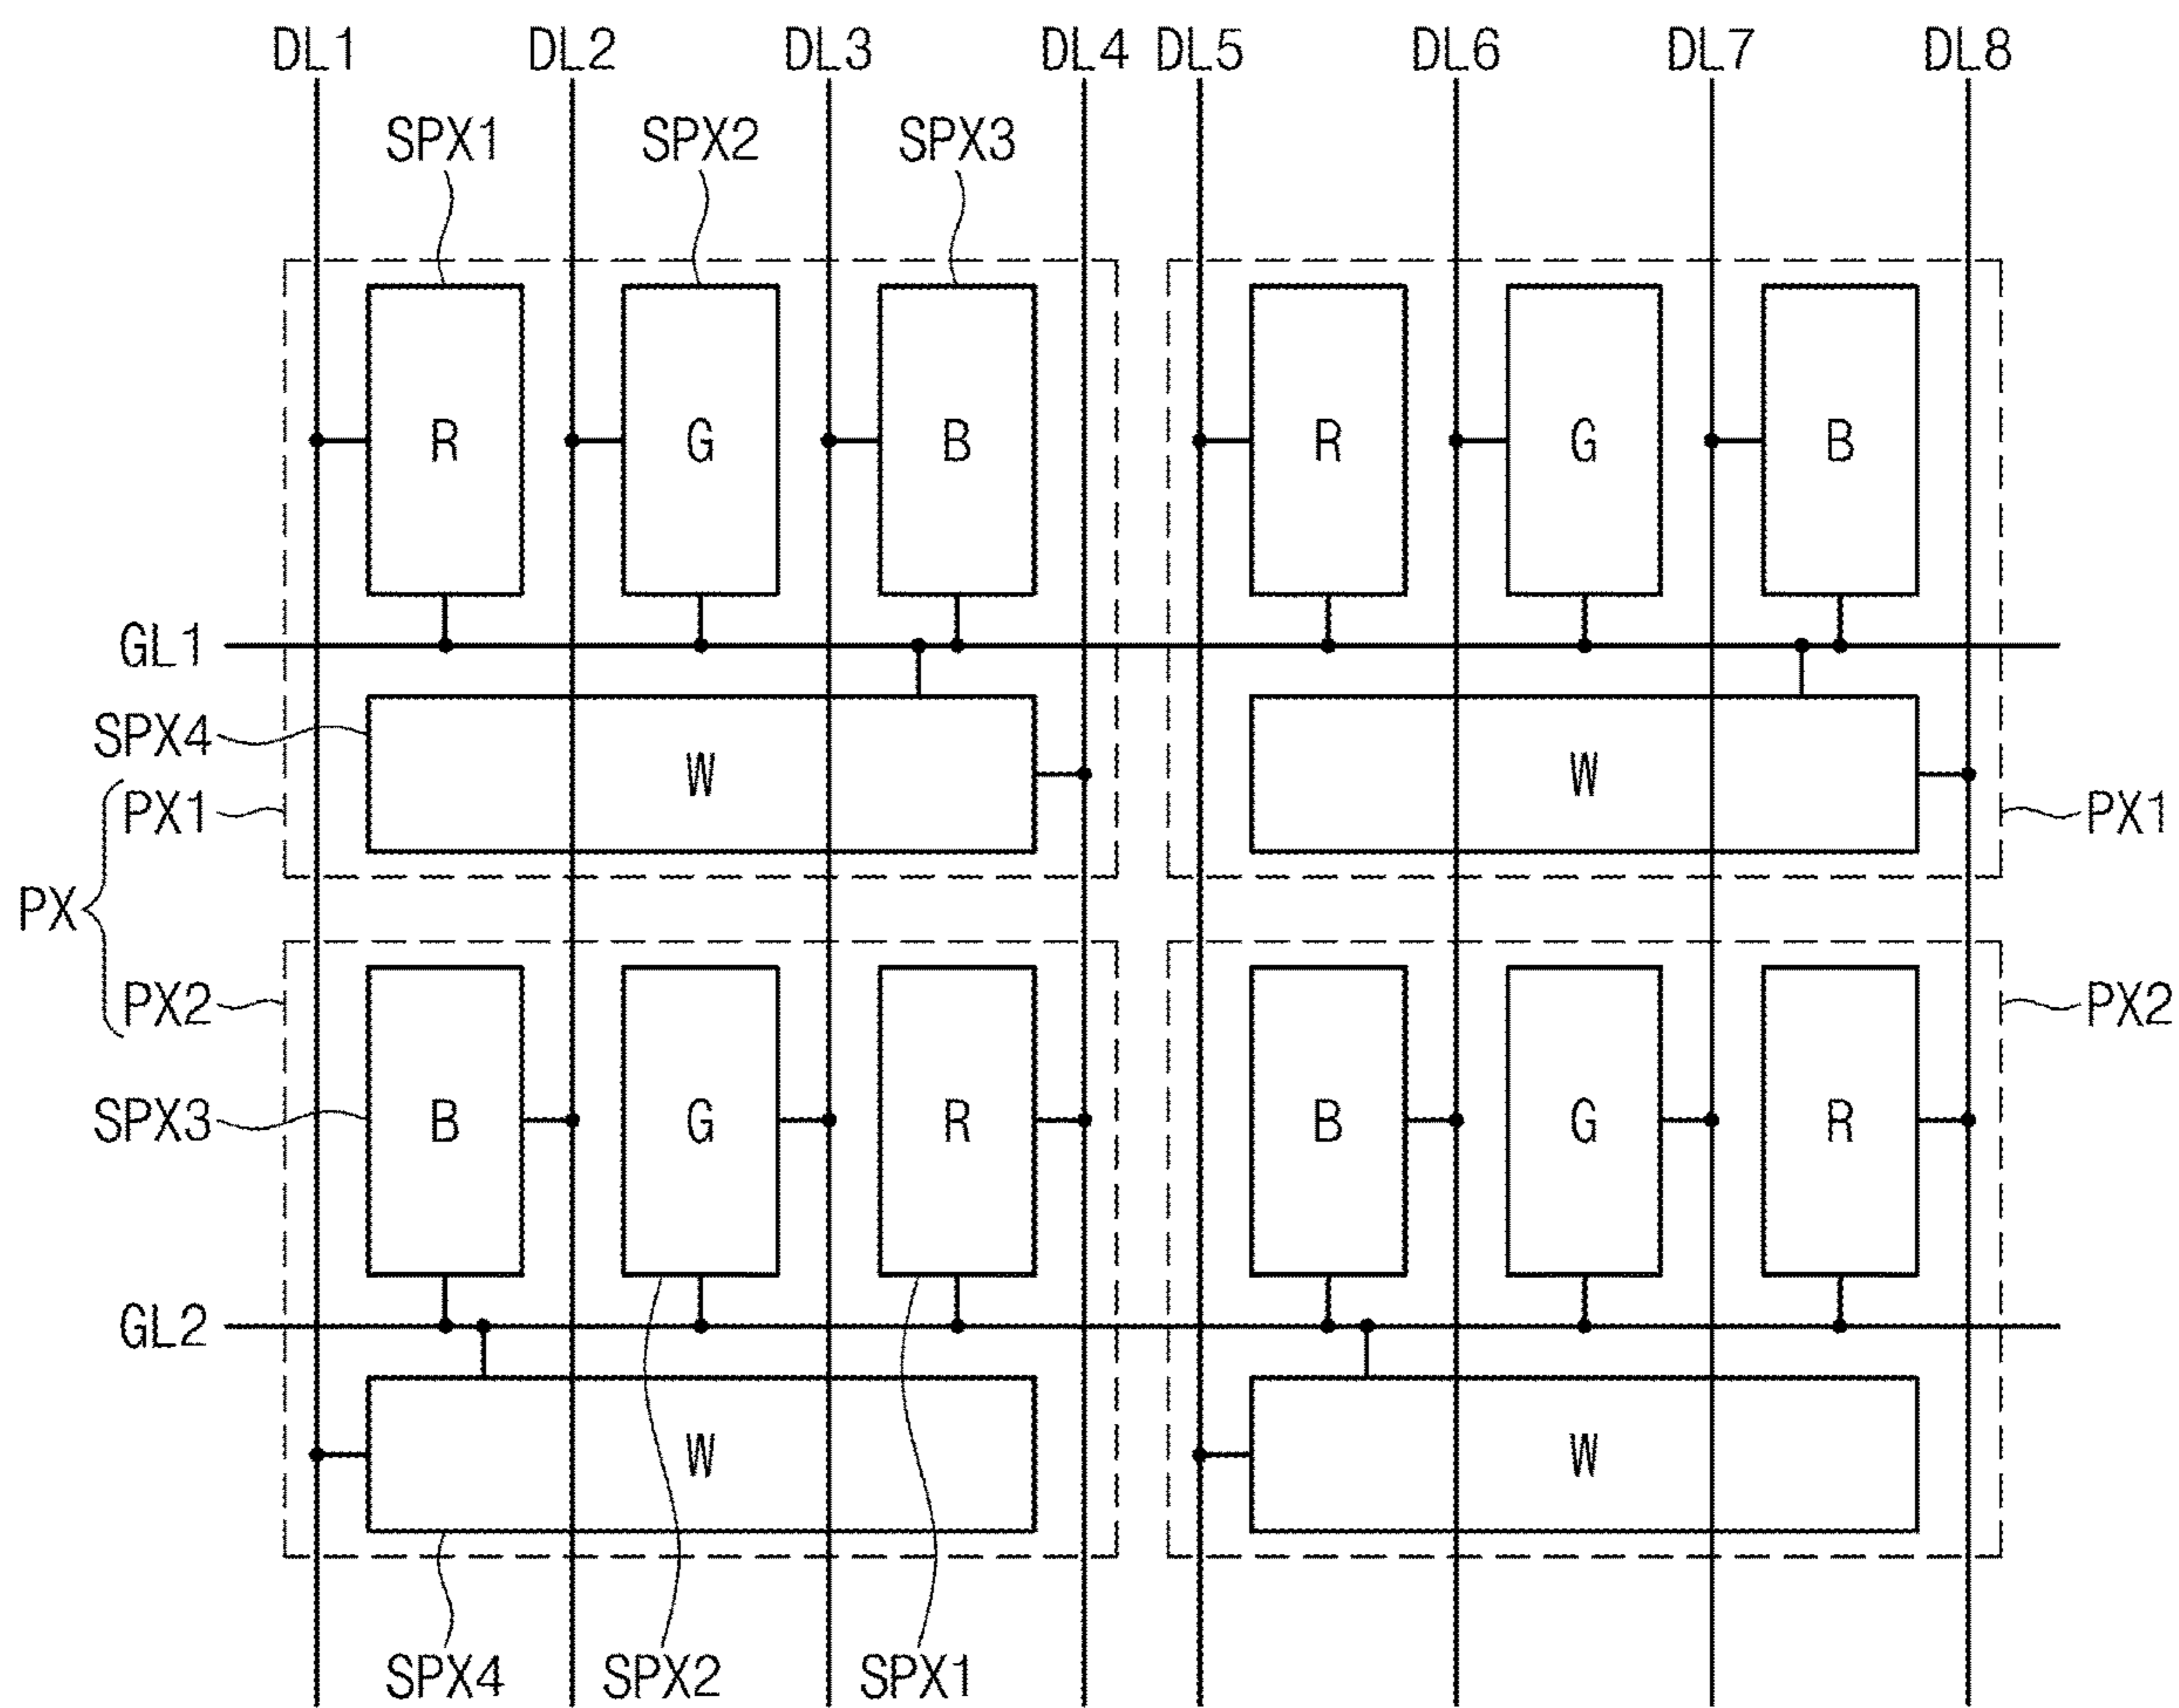 DL1 DL2 DL3 DL4 DL5 DL6 DL7 DL8
SPX1 SPX2 SPX3
R G B R G B
GL1
SPX4
W W
PX1 PX1
PX
PX2 PX2
SPX3 B G R B G R
GL2
W W
SPX4 SPX2 SPX1